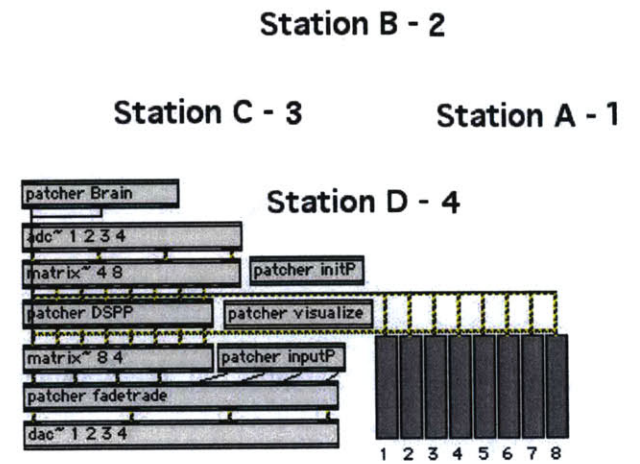 Station B - 2
Station C - 3
Station A - 1
patcher Brain
Station D - 4
adc~ 1 2 3 4
matrix~ 4 8
patcher initP
patcher DSPP
patcher visualize
matrix~ 8 4
patcher inputP
patcher fadetrade
dac~ 1 2 3 4
1 2 3 4 5 6 7 8